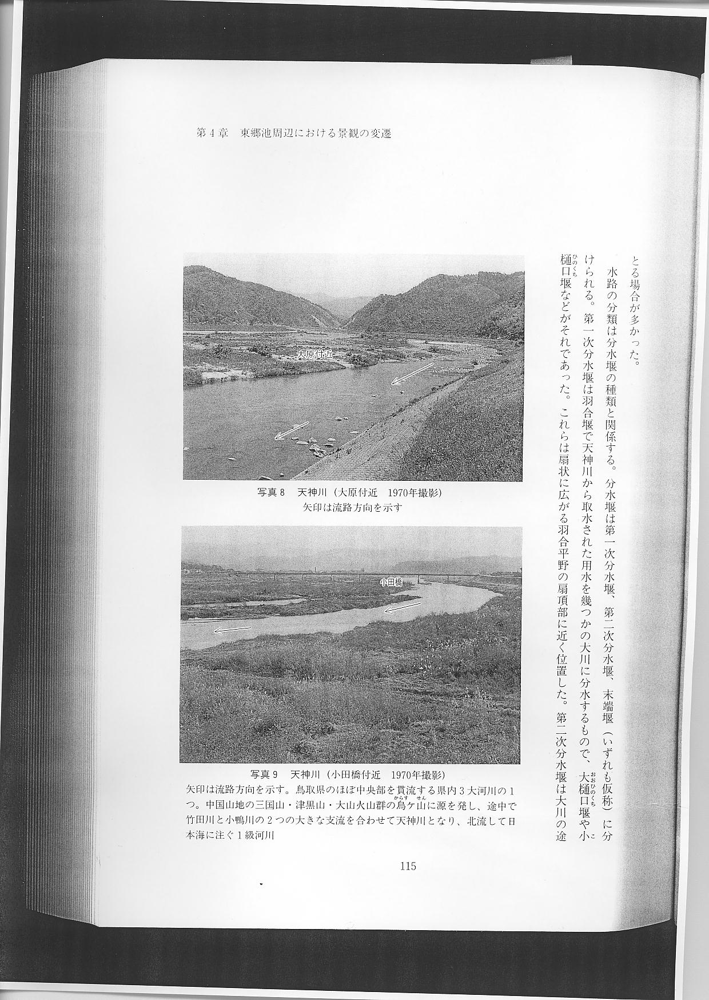 第4章　東郷池周辺における景観の変遷
とる場合が多かった。
　水路の分類は分水堰の種類と関係する。分水堰は第一次分水堰、第二次分水堰、末端堰（いずれも仮称）に分
けられる。第一次分水堰は羽合堰で天神川から取水された用水を幾つかの大川に分水するもので、大樋口堰や小
おおひのくち
こ
樋口堰などがそれであった。これらは扇状に広がる羽合平野の扇頂部に近く位置した。第二次分水堰は大川の途
ひのくち
大原付近
写真8　天神川（大原付近　1970年撮影）
矢印は流路方向を示す
小田橋
写真9　天神川（小田橋付近　1970年撮影）
矢印は流路方向を示す。鳥取県のほぼ中央部を貫流する県内3大河川の1
つ。中国山地の三国山・津黒山・大山火山群の烏ケ山に源を発し、途中で
からす　せん
竹田川と小鴨川の2つの大きな支流を合わせて天神川となり、北流して日
本海に注ぐ1級河川
115